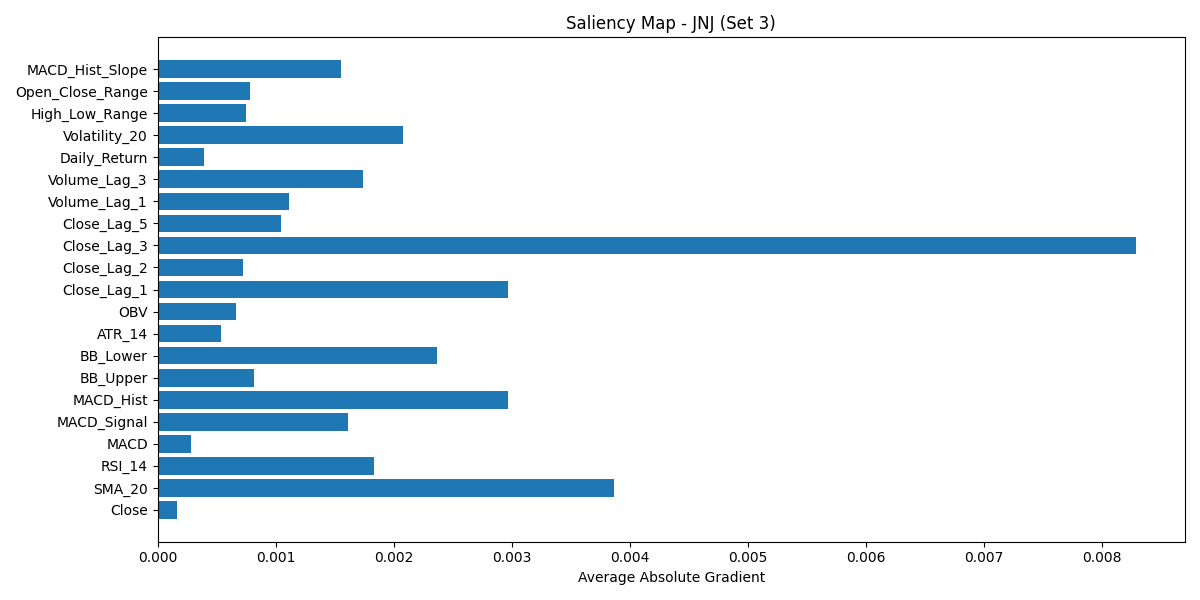 Saliency Map - JNJ (Set 3)
MACD_Hist_Slope
Open_Close_Range
High_Low_Range
Volatility_20
Daily_Return
Volume_Lag_3
Volume_Lag_1
Close_Lag_5
Close_Lag_3
Close_Lag_2
Close_Lag_1
OBV
ATR_14
BB_Lower
BB_Upper
MACD_Hist
MACD_Signal
MACD
RSI_14
SMA_20
Close
0.000 0.001 0.002 0.003 0.004 0.005 0.006 0.007 0.008
Average Absolute Gradient